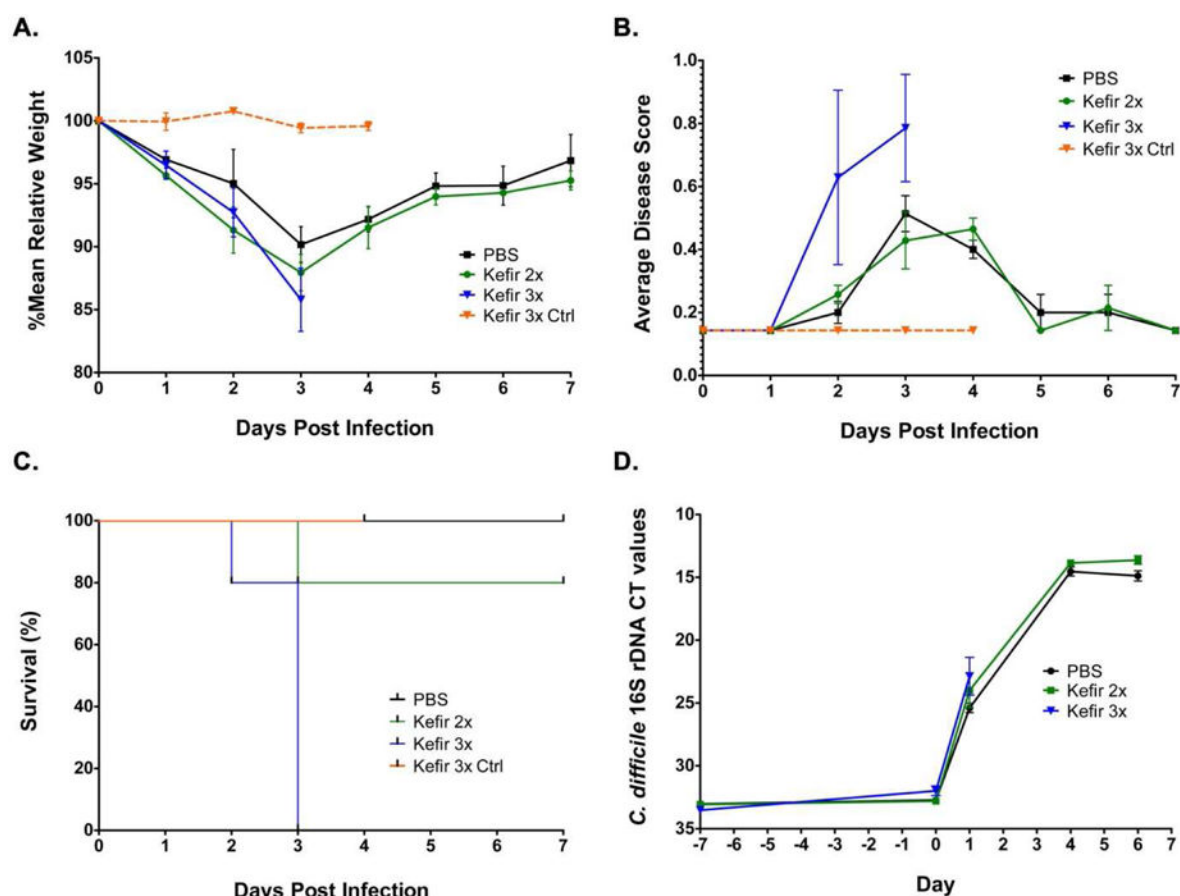 A.
105
100
95
90
85
80
%Mean Relative Weight
PBS
Kefir 2x
Kefir 3x
Kefir 3x Ctrl
0 1 2 3 4 5 6 7
Days Post Infection
B.
1.0
0.8
0.6
0.4
0.2
0.0
Average Disease Score
PBS
Kefir 2x
Kefir 3x
Kefir 3x Ctrl
0 1 2 3 4 5 6 7
Days Post Infection
C.
100
80
60
40
20
0
Survival (%)
PBS
Kefir 2x
Kefir 3x
Kefir 3x Ctrl
0 1 2 3 4 5 6 7
Days Post Infection
D.
10
15
20
25
33
35
C. difficile 16S rDNA CT values
PBS
Kefir 2x
Kefir 3x
-7 -6 -5 -4 -3 -2 -1 0 1 2 3 4 5 6 7
Day